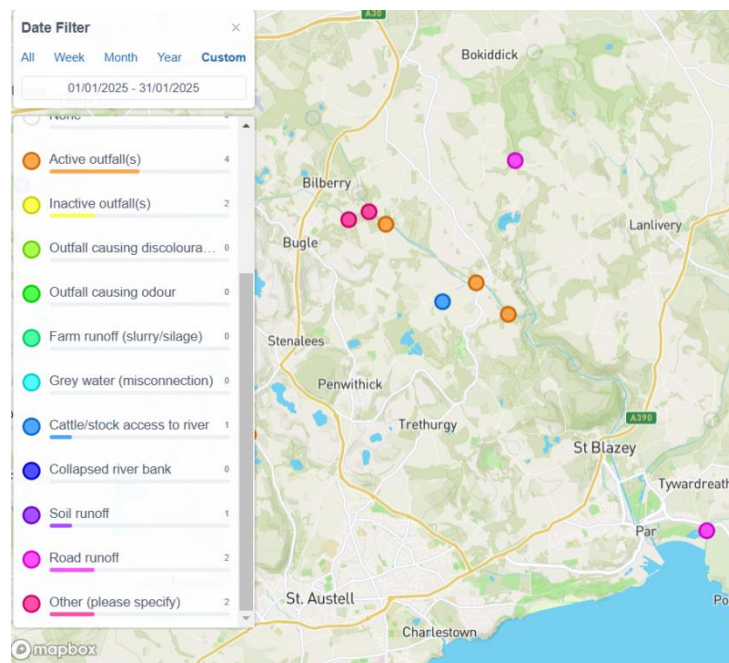 Date Filter ×
All Week Month Year Custom
01/01/2025 - 31/01/2025
None
Active outfall(s) 4
Inactive outfall(s) 2
Outfall causing discoloura... 0
Outfall causing odour 0
Farm runoff (slurry/silage) 0
Grey water (misconnection) 0
Cattle/stock access to river 1
Collapsed river bank 0
Soil runoff 1
Road runoff 2
Other (please specify) 2
mapbox
A30
Bokiddick
Bilberry
Lanlivery
Bugle
Stenalees
Penwithick
Trethurgy
A390
St Blazey
Tywardreath
Par
St. Austell
Charlestown
Po